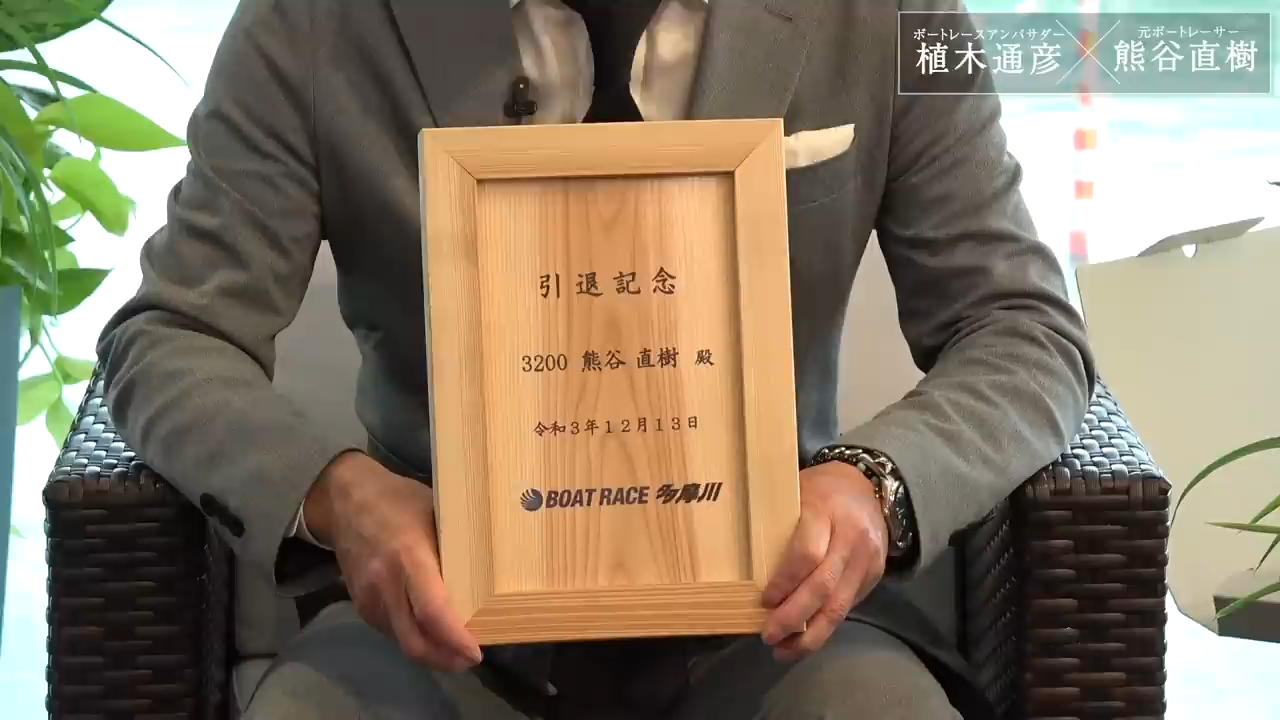 ボートレースアンバサダー
植木通彦
元ボートレーサー
熊谷直樹
引退記念
3200 熊谷 直樹 殿
令和3年12月13日
BOAT RACE 多摩川